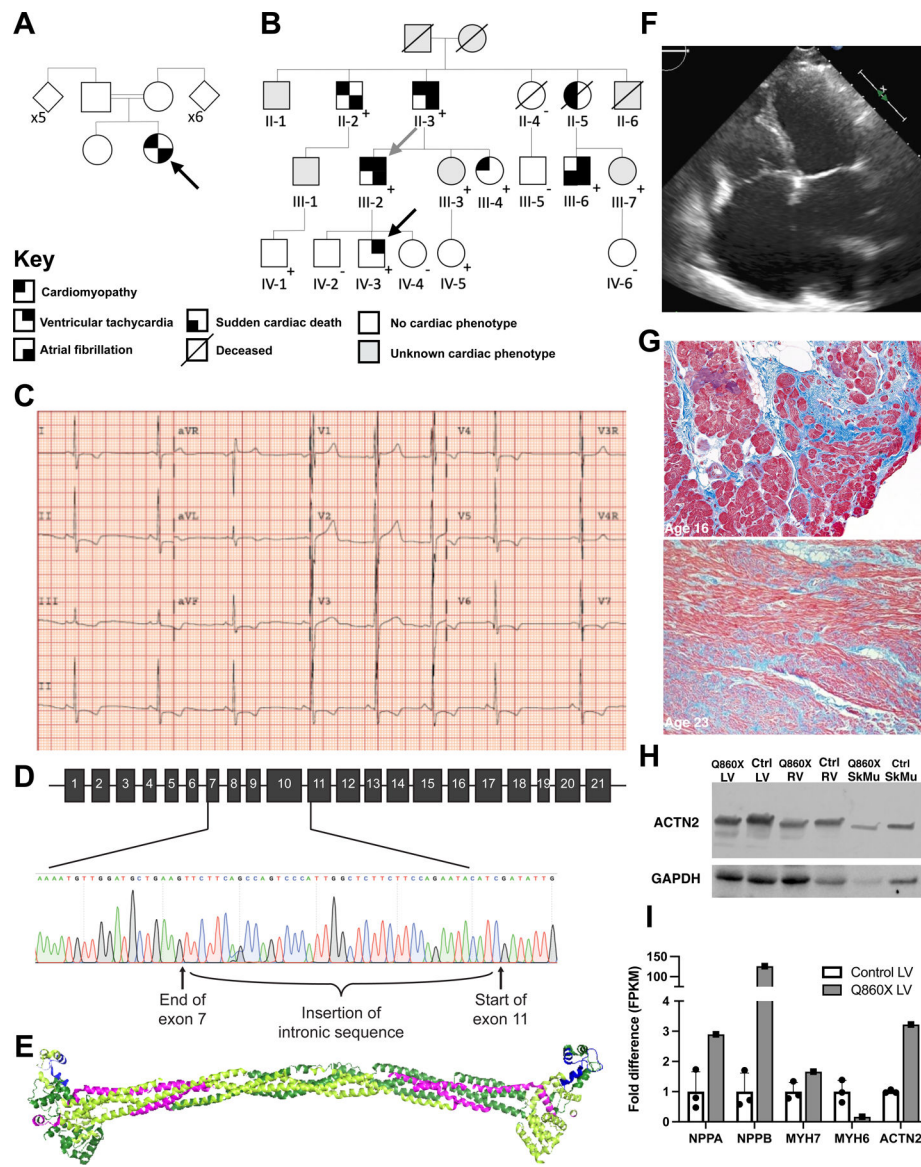 A
x5
x6
B
II-1
II-2 +
II-3 +
II-4 -
II-5
II-6
III-1
III-2 +
III-3 +
III-4 +
III-5 -
III-6 +
III-7 +
IV-1 +
IV-2 -
IV-3 +
IV-4 -
IV-5 +
IV-6 -
Key
Cardiomyopathy
Ventricular tachycardia
Atrial fibrillation
Sudden cardiac death
Deceased
No cardiac phenotype
Unknown cardiac phenotype
C
I
aVR
V1
V4
V3R
II
aVL
V2
V5
V4R
III
aVF
V3
V6
V7
II
D
1 2 3 4 5 6 7 8 9 10 11 12 13 14 15 16 17 18 19 20 21
AAAATGTTGGATGCTGAAGTTCTTCAGCCAGTCCCATTGGCTCTTCTTCCAGAATACATCGATATTG
End of
exon 7
Insertion of
intronic sequence
Start of
exon 11
E
F
G
Age 16
Age 23
H
Q860X
LV
Ctrl
LV
Q860X
RV
Ctrl
RV
Q860X
SkMu
Ctrl
SkMu
ACTN2
GAPDH
I
Fold difference (FPKM)
150
100
50
4
3
2
1
0
Control LV
Q860X LV
NPPA
NPPB
MYH7
MYH6
ACTN2